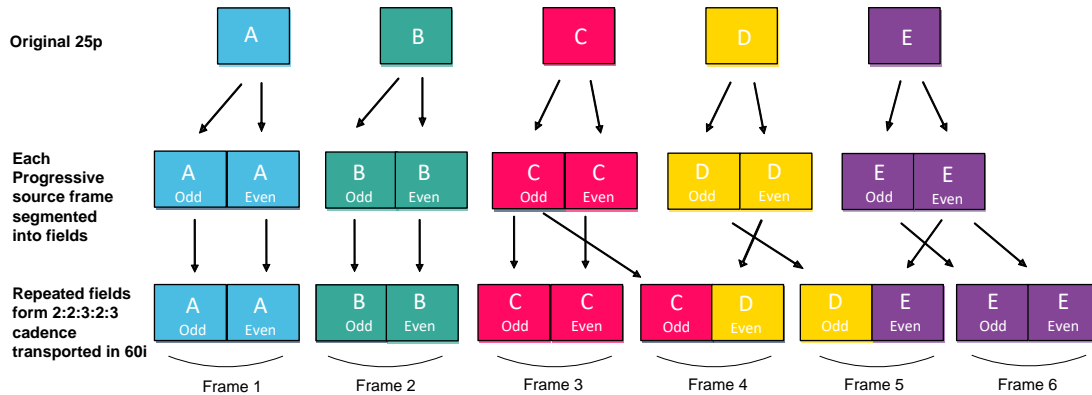 Original 25p
A
B
C
D
E
Each
Progressive
source frame
segmented
into fields
A A
Odd Even
B B
Odd Even
C C
Odd Even
D D
Odd Even
E E
Odd Even
Repeated fields
form 2:2:3:2:3
cadence
transported in 60i
A A
Odd Even
B B
Odd Even
C C
Odd Even
C D
Odd Even
D E
Odd Even
E E
Odd Even
Frame 1
Frame 2
Frame 3
Frame 4
Frame 5
Frame 6